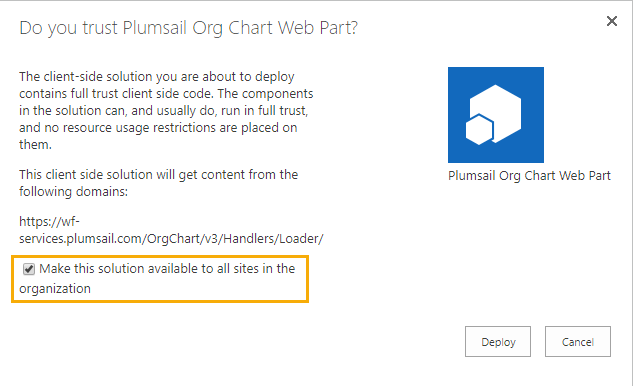 Do you trust Plumsail Org Chart Web Part?
The client-side solution you are about to deploy
contains full trust client side code. The components
in the solution can, and usually do, run in full trust,
and no resource usage restrictions are placed on
them.
This client side solution will get content from the
following domains:
https://wf-
services.plumsail.com/OrgChart/v3/Handlers/Loader/
Make this solution available to all sites in the
organization
Plumsail Org Chart Web Part
Deploy
Cancel